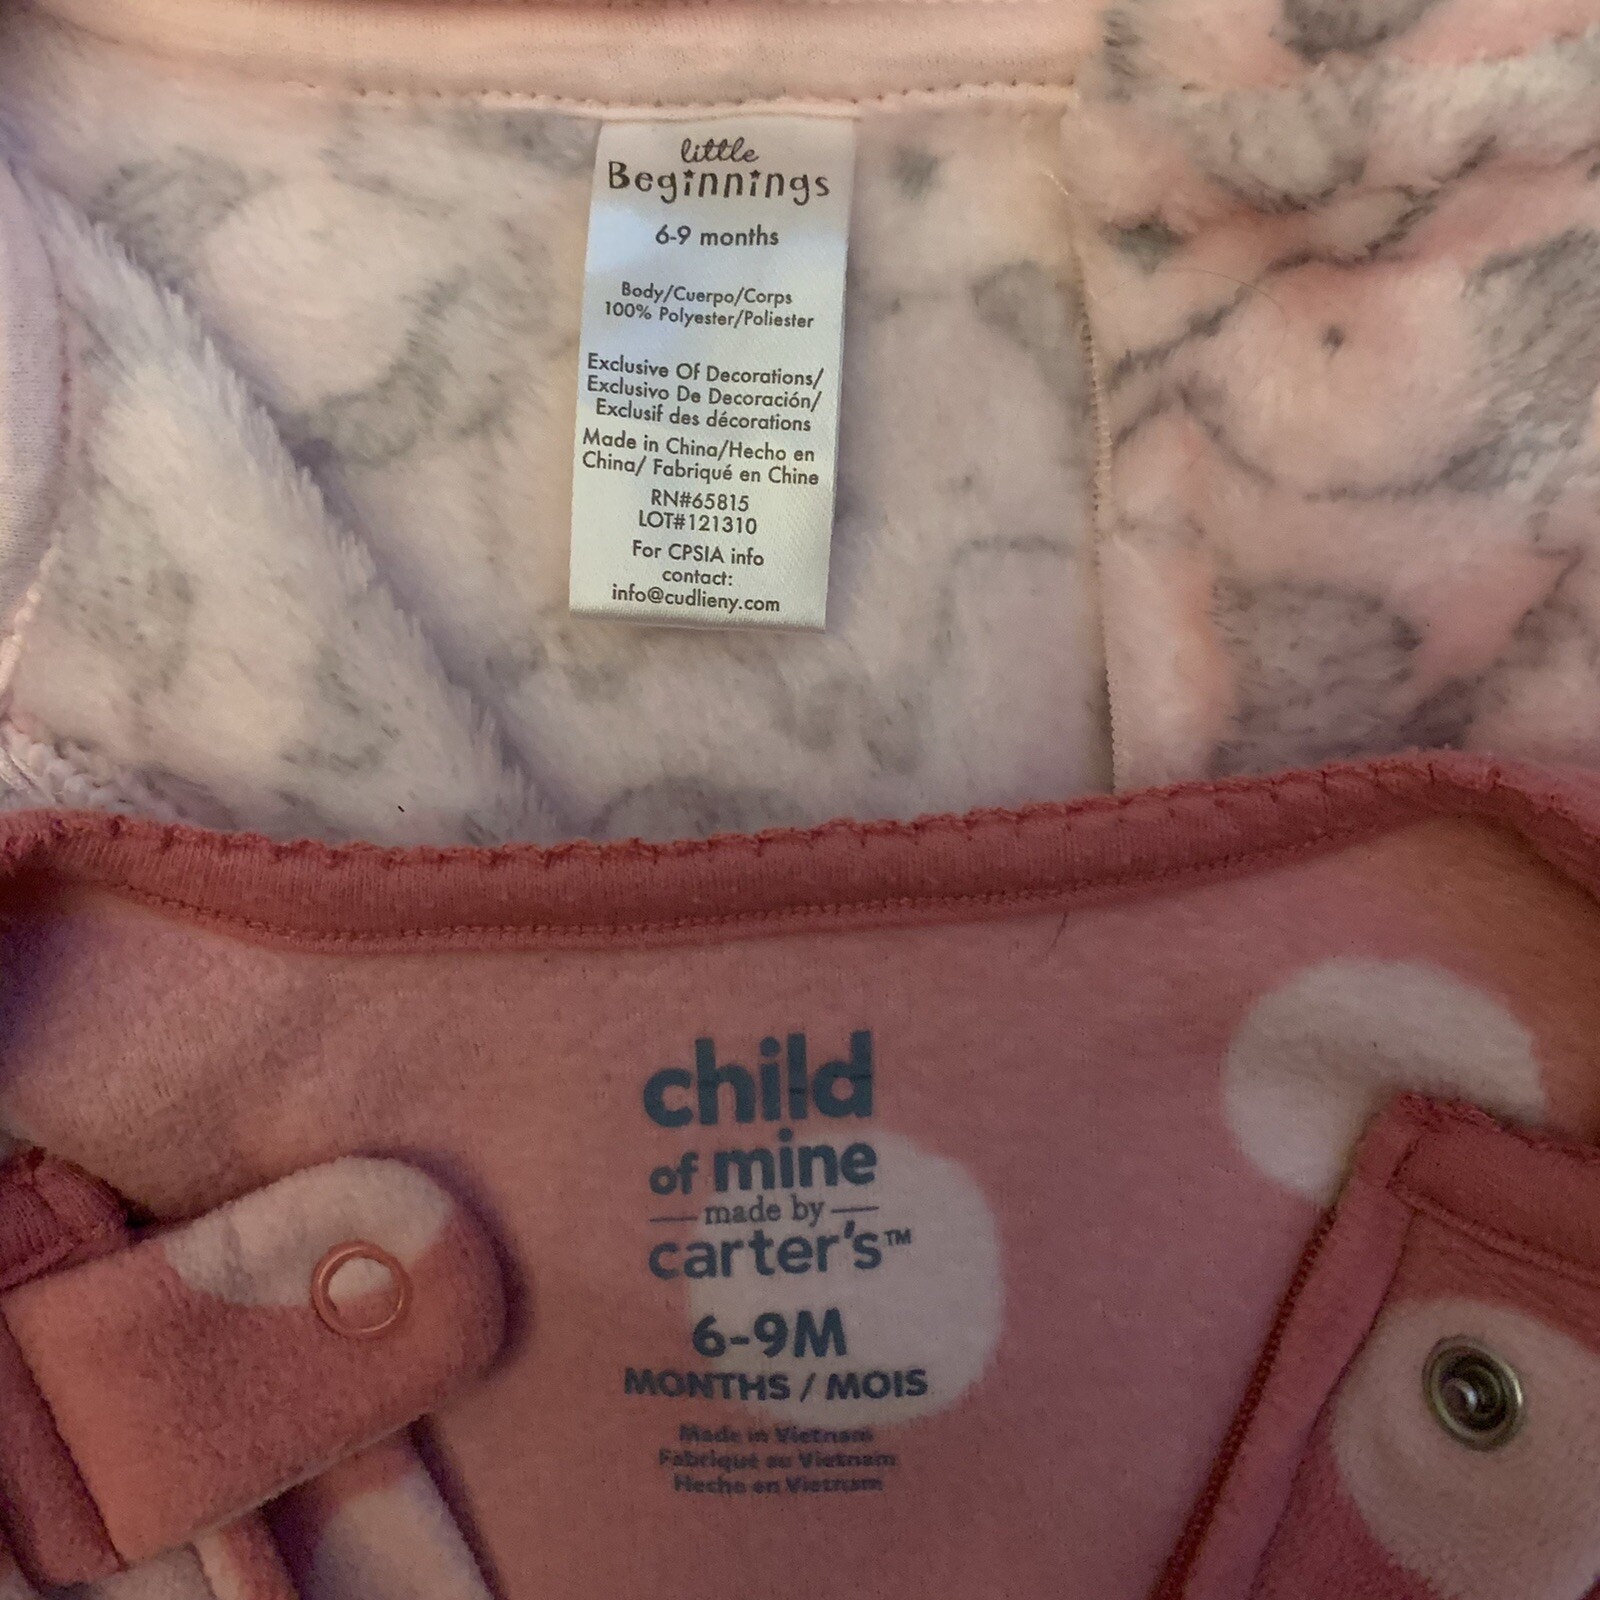 little
Beginnings
6-9 months
Body/Cuerpo/Corps
100% Polyester/Poliester
Exclusive Of Decorations/
Exclusivo De Decoración/
Exclusif des décorations
Made in China/Hecho en
China/ Fabriqué en Chine
RN#65815
LOT#121310
For CPSIA info
contact:
info@cudlieny.com
child
of mine
made by
carter's™
6-9M
MONTHS / MOIS
Made in Vietnam
Fabriqué au Vietnam
Hecho en Vietnam